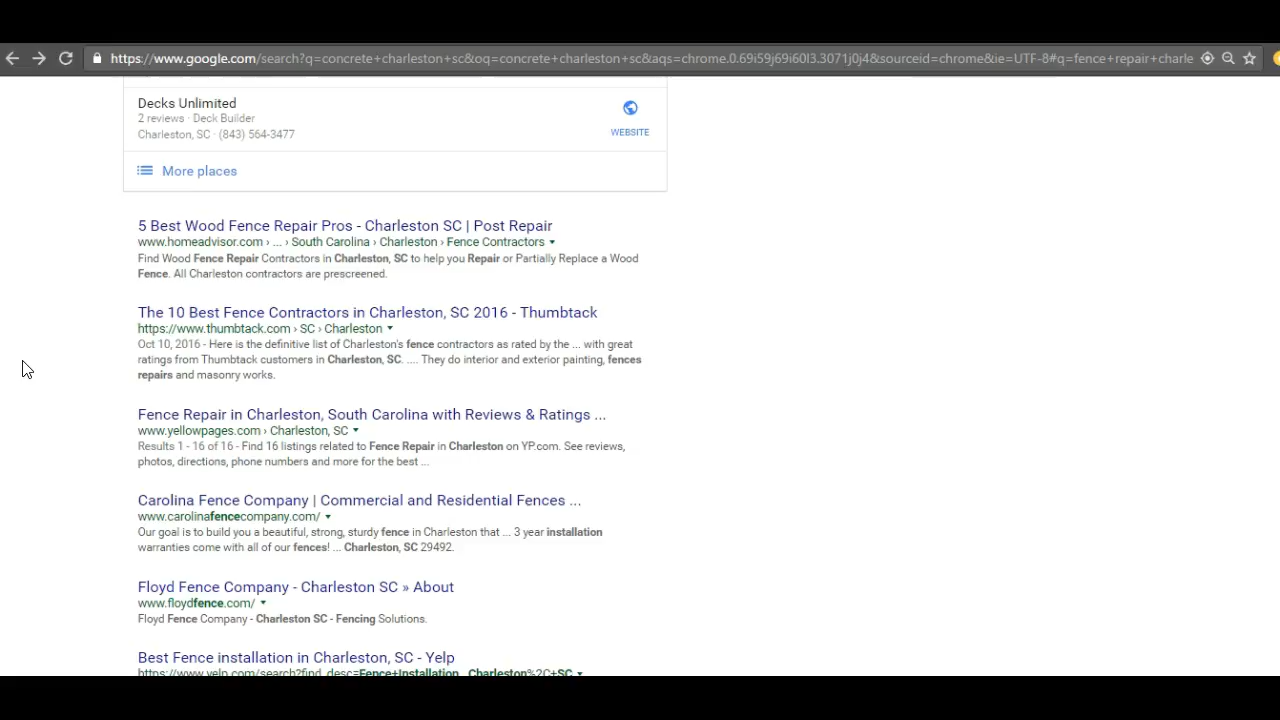 https://www.google.com/search?q=concrete+charleston+sc&oq=concrete+charleston+sc&aqs=chrome.0.69i59j69i60l3.3071j0j4&sourceid=chrome&ie=UTF-8#q=fence+repair+charle
Decks Unlimited
2 reviews · Deck Builder
Charleston, SC · (843) 564-3477
WEBSITE
More places
5 Best Wood Fence Repair Pros - Charleston SC | Post Repair
www.homeadvisor.com › ... › South Carolina › Charleston › Fence Contractors
Find Wood Fence Repair Contractors in Charleston, SC to help you Repair or Partially Replace a Wood
Fence. All Charleston contractors are prescreened.
The 10 Best Fence Contractors in Charleston, SC 2016 - Thumbtack
https://www.thumbtack.com › SC › Charleston
Oct 10, 2016 - Here is the definitive list of Charleston's fence contractors as rated by the ... with great
ratings from Thumbtack customers in Charleston, SC. .... They do interior and exterior painting, fences
repairs and masonry works.
Fence Repair in Charleston, South Carolina with Reviews & Ratings ...
www.yellowpages.com › Charleston, SC
Results 1 - 16 of 16 - Find 16 listings related to Fence Repair in Charleston on YP.com. See reviews,
photos, directions, phone numbers and more for the best ...
Carolina Fence Company | Commercial and Residential Fences ...
www.carolinafencecompany.com/
Our goal is to build you a beautiful, strong, sturdy fence in Charleston that ... 3 year installation
warranties come with all of our fences! ... Charleston, SC 29492.
Floyd Fence Company - Charleston SC » About
www.floydfence.com/
Floyd Fence Company - Charleston SC - Fencing Solutions.
Best Fence installation in Charleston, SC - Yelp
https://www.yelp.com/search?find_desc=Fence+Installation...Charleston%2C+SC